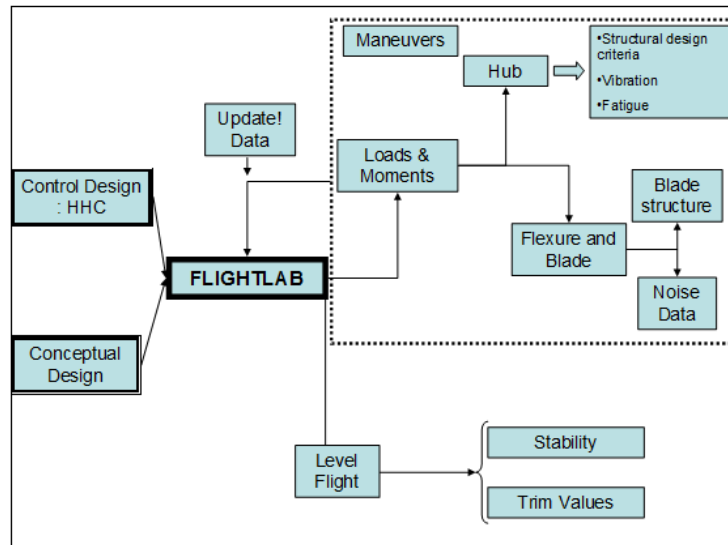 Maneuvers
Hub
•Structural design
criteria
•Vibration
•Fatigue
Update!
Data
Loads &
Moments
Control Design
: HHC
Blade
structure
Flexure and
Blade
FLIGHTLAB
Noise
Data
Conceptual
Design
Level
Flight
Stability
Trim Values